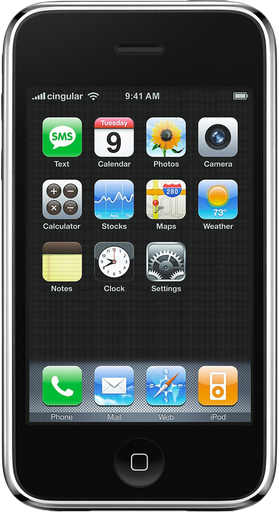 cingular 9:41 AM
SMS Tuesday 9
Text Calendar Photos Camera
280 73°
Calculator Stocks Maps Weather
Notes Clock Settings
Phone Mail Web iPod